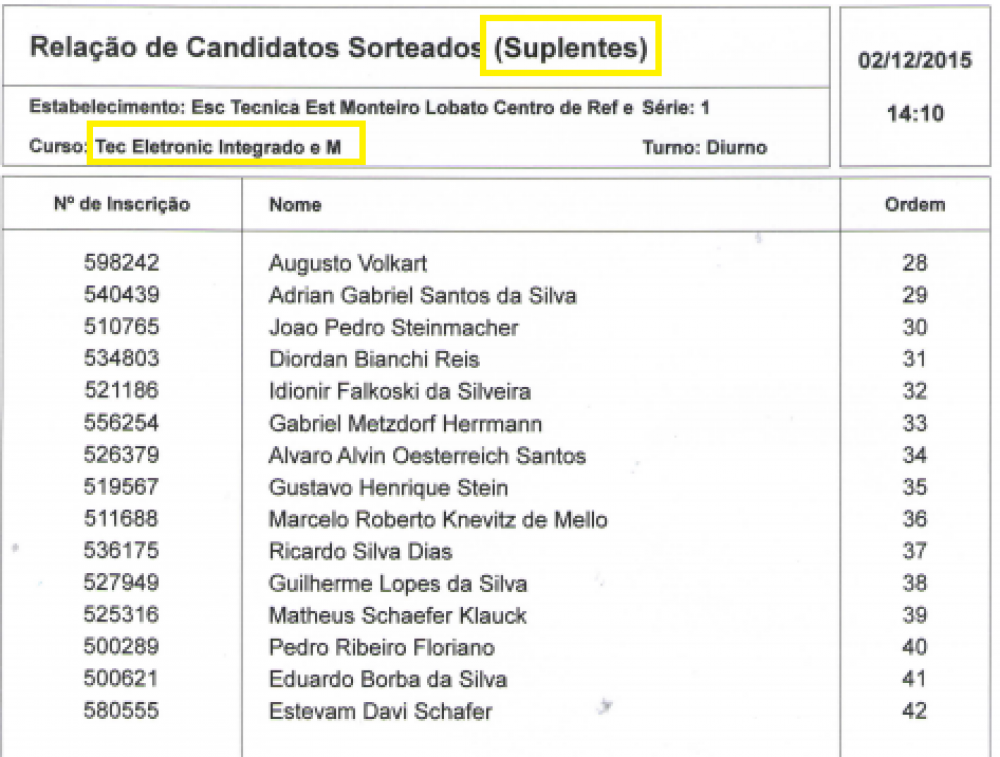 Relação de Candidatos Sorteados (Suplentes)
02/12/2015
14:10
Estabelecimento: Esc Tecnica Est Monteiro Lobato Centro de Ref e Série: 1
Curso: Tec Eletronic Integrado e M Turno: Diurno
Nº de Inscrição Nome Ordem
598242 Augusto Volkart 28
540439 Adrian Gabriel Santos da Silva 29
510765 Joao Pedro Steinmacher 30
534803 Diordan Bianchi Reis 31
521186 Idionir Falkoski da Silveira 32
556254 Gabriel Metzdorf Herrmann 33
526379 Alvaro Alvin Oesterreich Santos 34
519567 Gustavo Henrique Stein 35
511688 Marcelo Roberto Knevitz de Mello 36
536175 Ricardo Silva Dias 37
527949 Guilherme Lopes da Silva 38
525316 Matheus Schaefer Klauck 39
500289 Pedro Ribeiro Floriano 40
500621 Eduardo Borba da Silva 41
580555 Estevam Davi Schafer 42